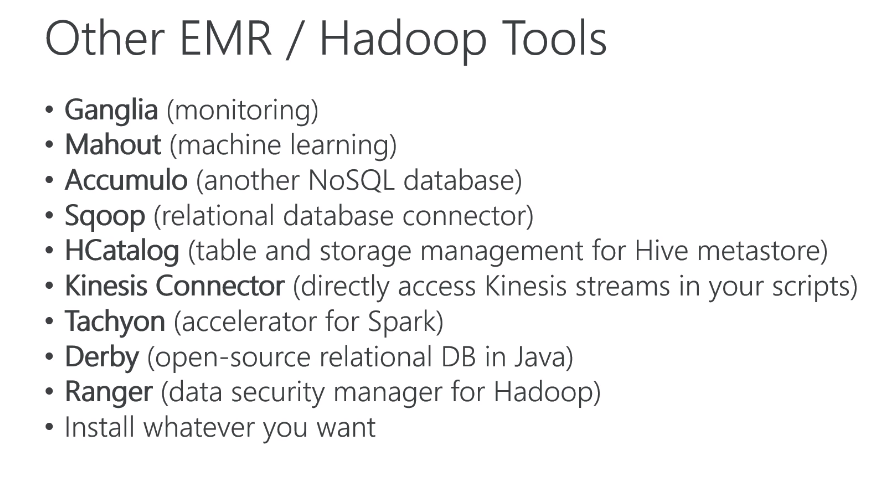 Other EMR / Hadoop Tools
• Ganglia (monitoring)
• Mahout (machine learning)
• Accumulo (another NoSQL database)
• Sqoop (relational database connector)
• HCatalog (table and storage management for Hive metastore)
• Kinesis Connector (directly access Kinesis streams in your scripts)
• Tachyon (accelerator for Spark)
• Derby (open-source relational DB in Java)
• Ranger (data security manager for Hadoop)
• Install whatever you want